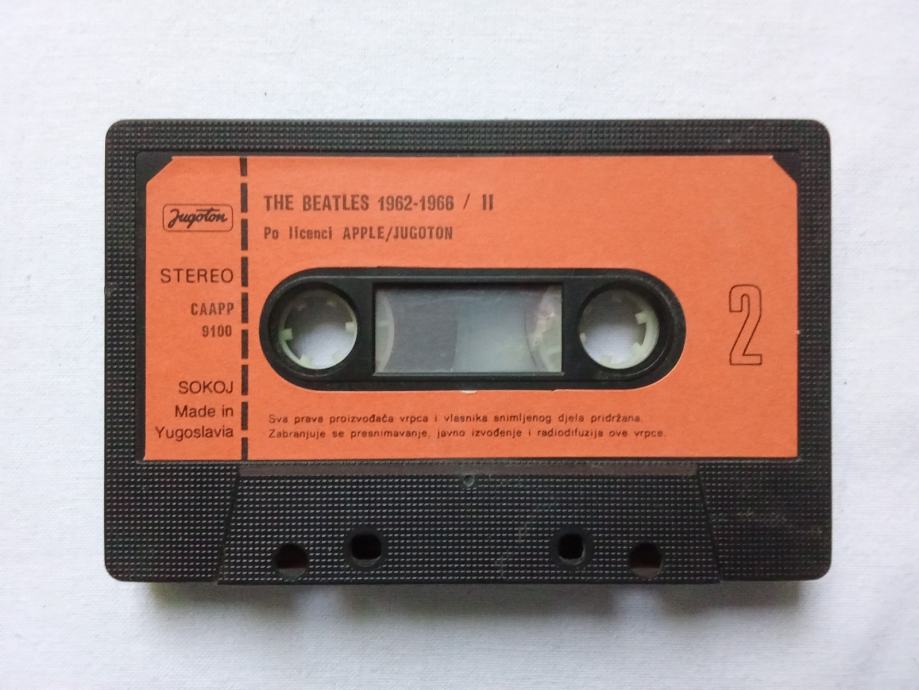 Jugoton
STEREO
CAAPP
9100
SOKOJ
Made in
Yugoslavia
THE BEATLES 1962-1966 / II
Po licenci APPLE/JUGOTON
2
Sva prava proizvođača vrpca i vlasnika snimljenog djela pridržana.
Zabranjuje se presnimavanje, javno izvođenje i radiodifuzija ove vrpce.